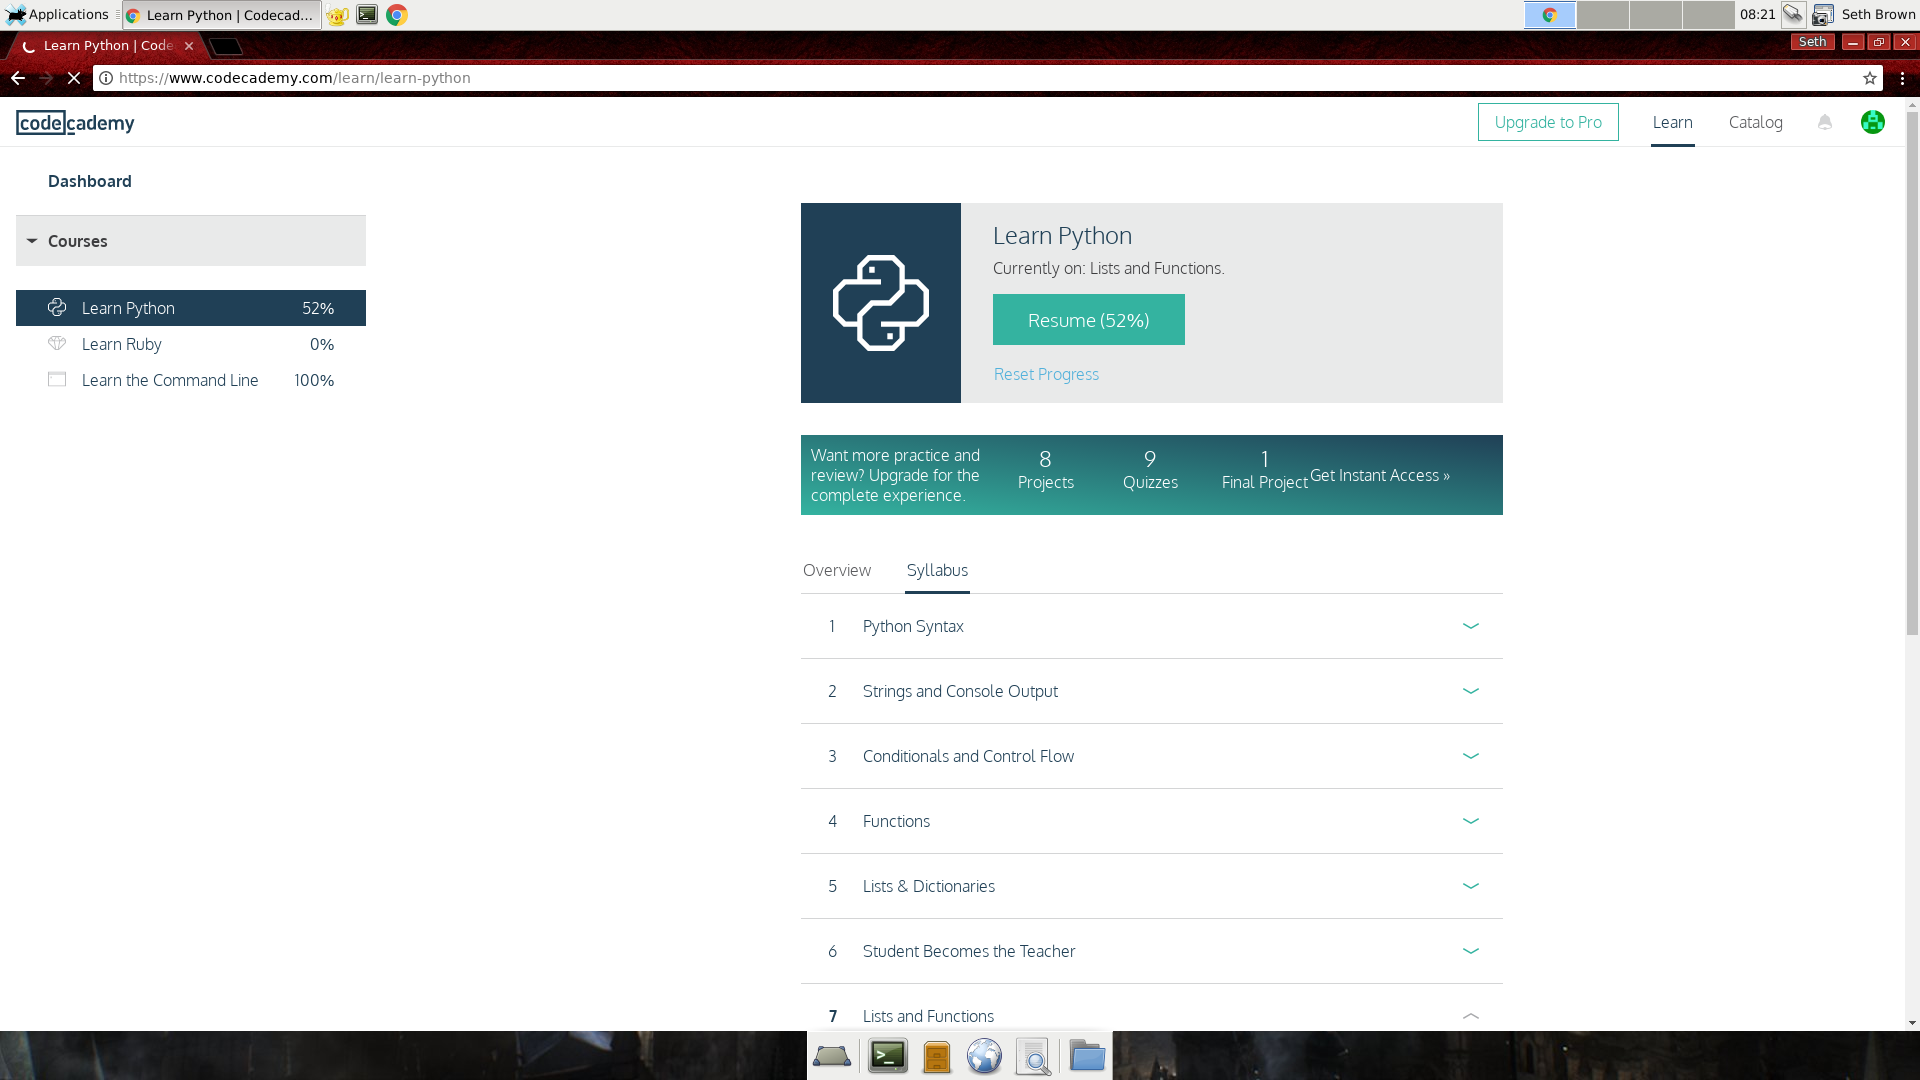 Applications
Learn Python | Codecad...
08:21
Seth Brown
Learn Python | Code
Seth
https://www.codecademy.com/learn/learn-python
codecademy
Upgrade to Pro
Learn
Catalog
Dashboard
Courses
Learn Python 52%
Learn Ruby 0%
Learn the Command Line 100%
Learn Python
Currently on: Lists and Functions.
Resume (52%)
Reset Progress
Want more practice and
review? Upgrade for the
complete experience.
8
Projects
9
Quizzes
1
Final Project
Get Instant Access »
Overview
Syllabus
1 Python Syntax
2 Strings and Console Output
3 Conditionals and Control Flow
4 Functions
5 Lists & Dictionaries
6 Student Becomes the Teacher
7 Lists and Functions